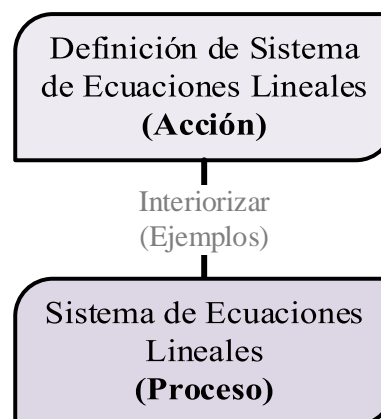 Definición de Sistema
de Ecuaciones Lineales
(Acción)
Interiorizar
(Ejemplos)
Sistema de Ecuaciones
Lineales
(Proceso)